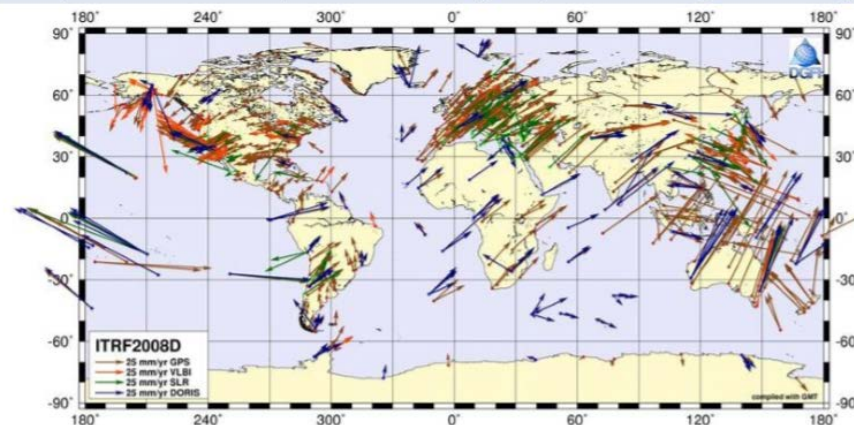 180° 240° 300° 0° 60° 120° 180°
90° 90°
DGFI
60° 60°
30° 30°
0° 0°
-30° -30°
-60° -60°
ITRF2008D
25 mm/yr GPS
25 mm/yr VLBI
25 mm/yr SLR
25 mm/yr DORIS
compiled with GMT
-90° -90°
180° 240° 300° 0° 60° 120° 180°